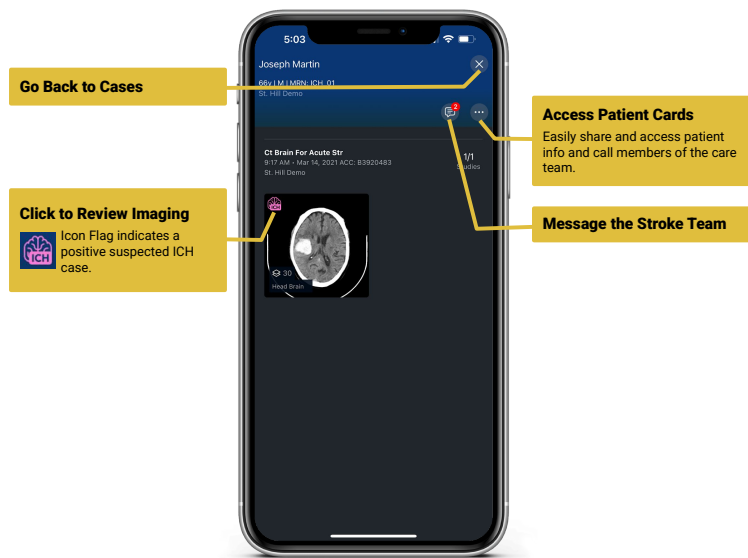 5:03
Joseph Martin
66y | M | MRN: ICH_01
St. Hill Demo
2
Ct Brain For Acute Str
9:17 AM - Mar 14, 2021 ACC: B3920483
St. Hill Demo
1/1
Studies
ICH
30
Head Brain
Go Back to Cases
Click to Review Imaging
ICH
Icon Flag indicates a
positive suspected ICH
case.
Access Patient Cards
Easily share and access patient
info and call members of the care
team.
Message the Stroke Team